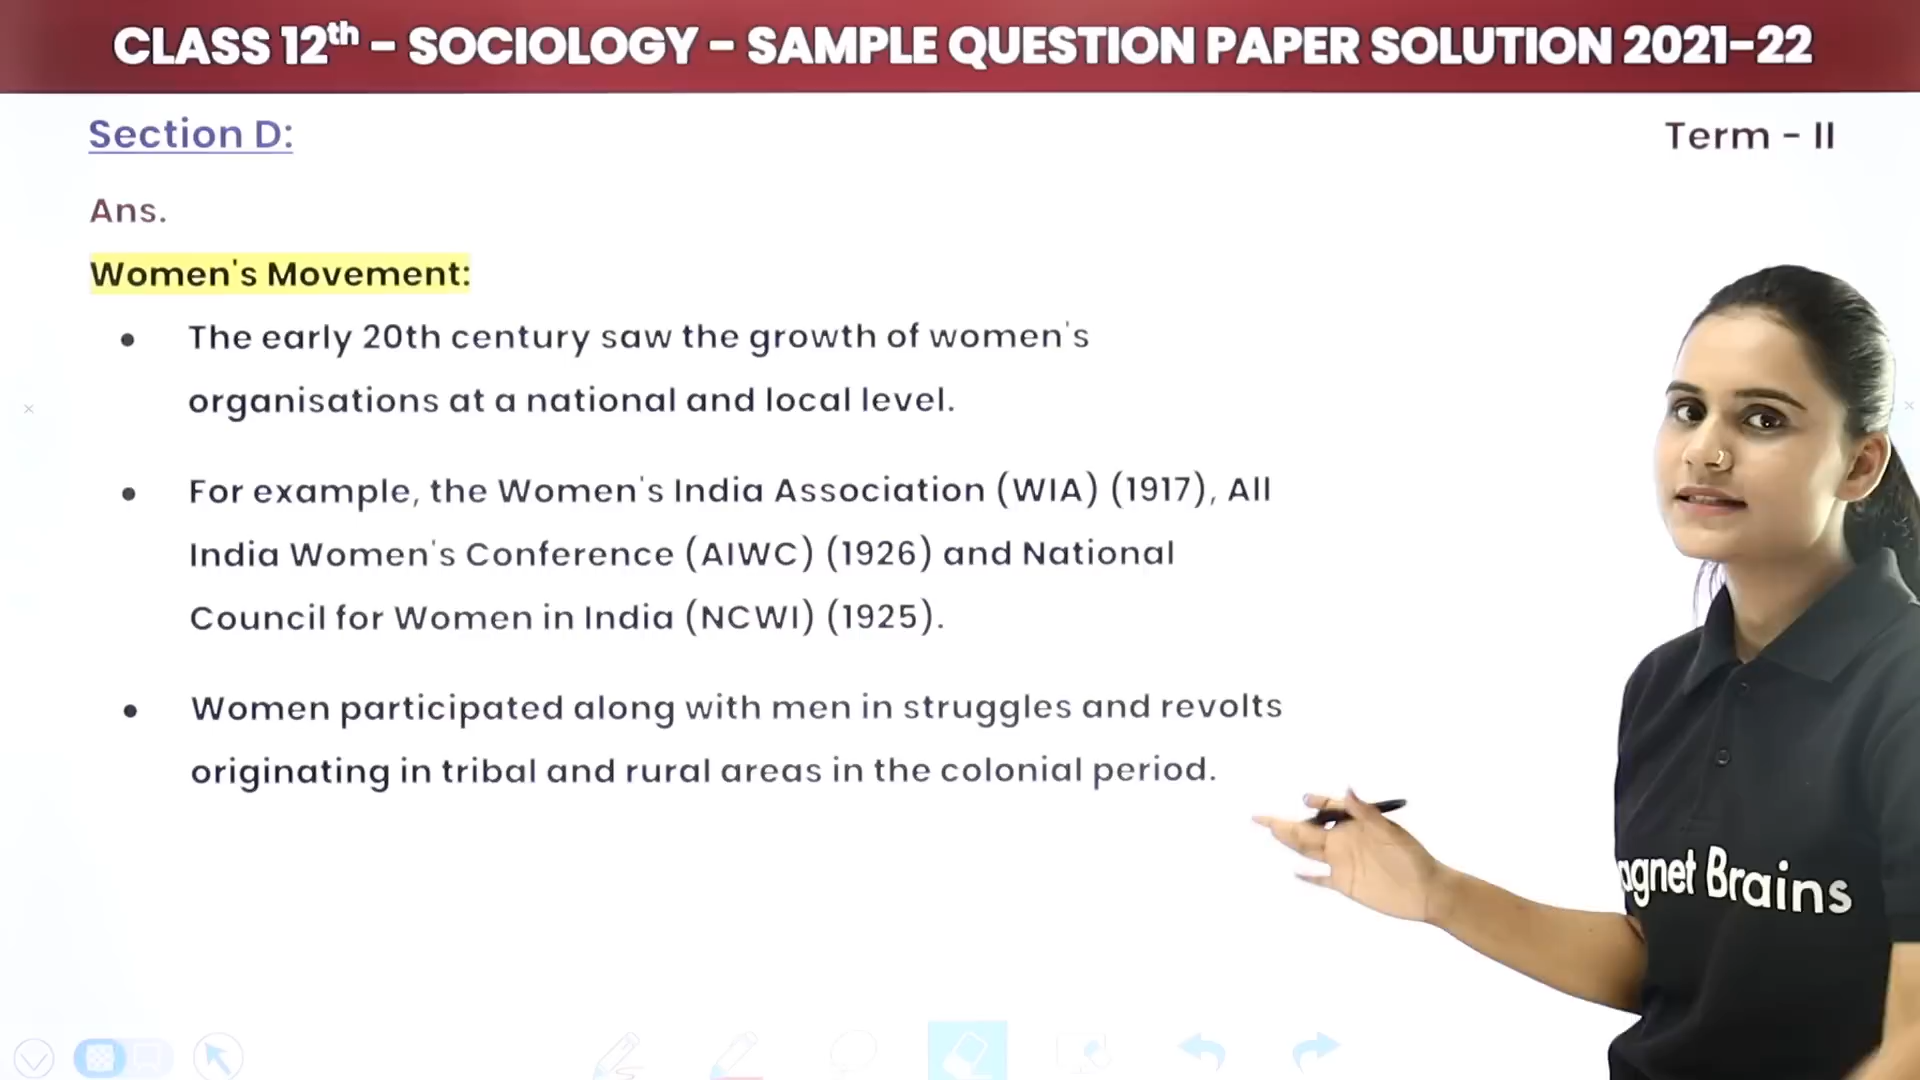 CLASS 12th – SOCIOLOGY – SAMPLE QUESTION PAPER SOLUTION 2021-22
Section D:
Term - II
Ans.
Women's Movement:
• The early 20th century saw the growth of women's
organisations at a national and local level.
• For example, the Women's India Association (WIA) (1917), All
India Women's Conference (AIWC) (1926) and National
Council for Women in India (NCWI) (1925).
• Women participated along with men in struggles and revolts
originating in tribal and rural areas in the colonial period.
agnet Brains